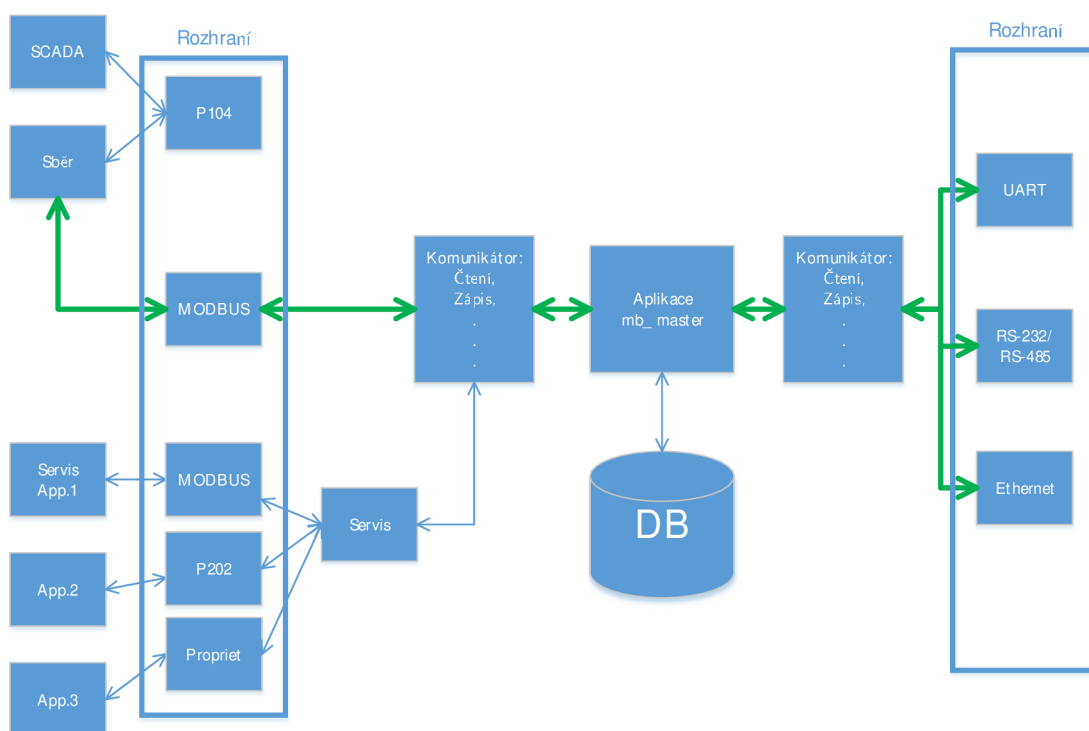 Rozhraní
Rozhraní
SCADA
P104
Sběr
UART
Komunikátor:
Čtení,
Zápis,
.
.
.
Aplikace
mb_ master
Komunikátor:
Čtení,
Zápis,
.
.
.
MODBUS
RS-232/
RS-485
Servis
App.1
MODBUS
Ethernet
Servis
DB
App.2
P202
Propriet
App.3